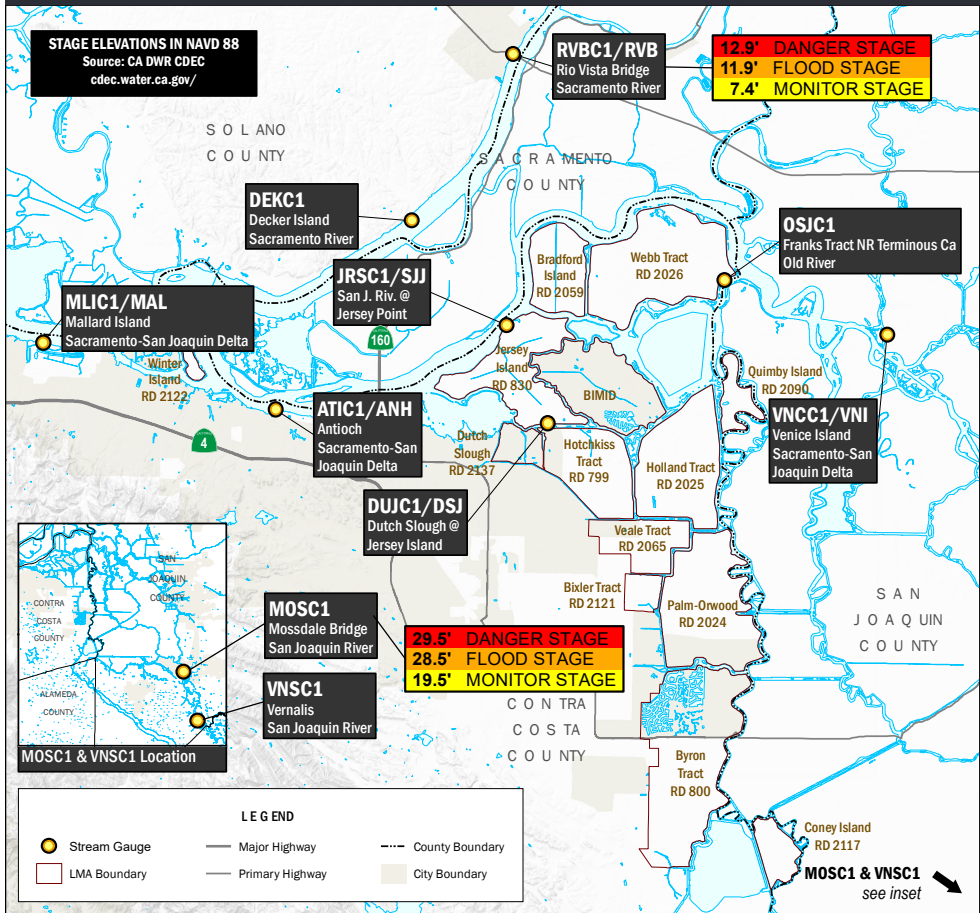 STAGE ELEVATIONS IN NAVD 88
Source: CA DWR CDEC
cdec.water.ca.gov/
RVBC1/RVB
Rio Vista Bridge
Sacramento River
12.9' DANGER STAGE
11.9' FLOOD STAGE
7.4' MONITOR STAGE
SOLANO
COUNTY
SACRAMENTO
COUNTY
DEKC1
Decker Island
Sacramento River
OSJC1
Franks Tract NR Terminous Ca
Old River
Bradford
Island
RD 2059
Webb Tract
RD 2026
JRSC1/SJJ
San J. Riv. @
Jersey Point
MLIC1/MAL
Mallard Island
Sacramento-San Joaquin Delta
160
Winter
Island
RD 2122
Jersey
Island
RD 830
BIMID
Quimby Island
RD 2090
ATIC1/ANH
Antioch
Sacramento-San
Joaquin Delta
VNCC1/VNI
Venice Island
Sacramento-San
Joaquin Delta
4
Dutch
Slough
RD 2137
Hotchkiss
Tract
RD 799
Holland Tract
RD 2025
DUJC1/DSJ
Dutch Slough @
Jersey Island
Veale Tract
RD 2065
Bixler Tract
RD 2121
Palm-Orwood
RD 2024
SAN
JOAQUIN
COUNTY
SAN
JOAQUIN
COUNTY
CONTRA
COSTA
COUNTY
ALAMEDA
COUNTY
MOSC1 & VNSC1 Location
MOSC1
Mossdale Bridge
San Joaquin River
29.5' DANGER STAGE
28.5' FLOOD STAGE
19.5' MONITOR STAGE
VNSC1
Vernalis
San Joaquin River
CONTRA
COSTA
COUNTY
Byron
Tract
RD 800
Coney Island
RD 2117
MOSC1 & VNSC1
see inset
LEGEND
Stream Gauge
Major Highway
County Boundary
LMA Boundary
Primary Highway
City Boundary